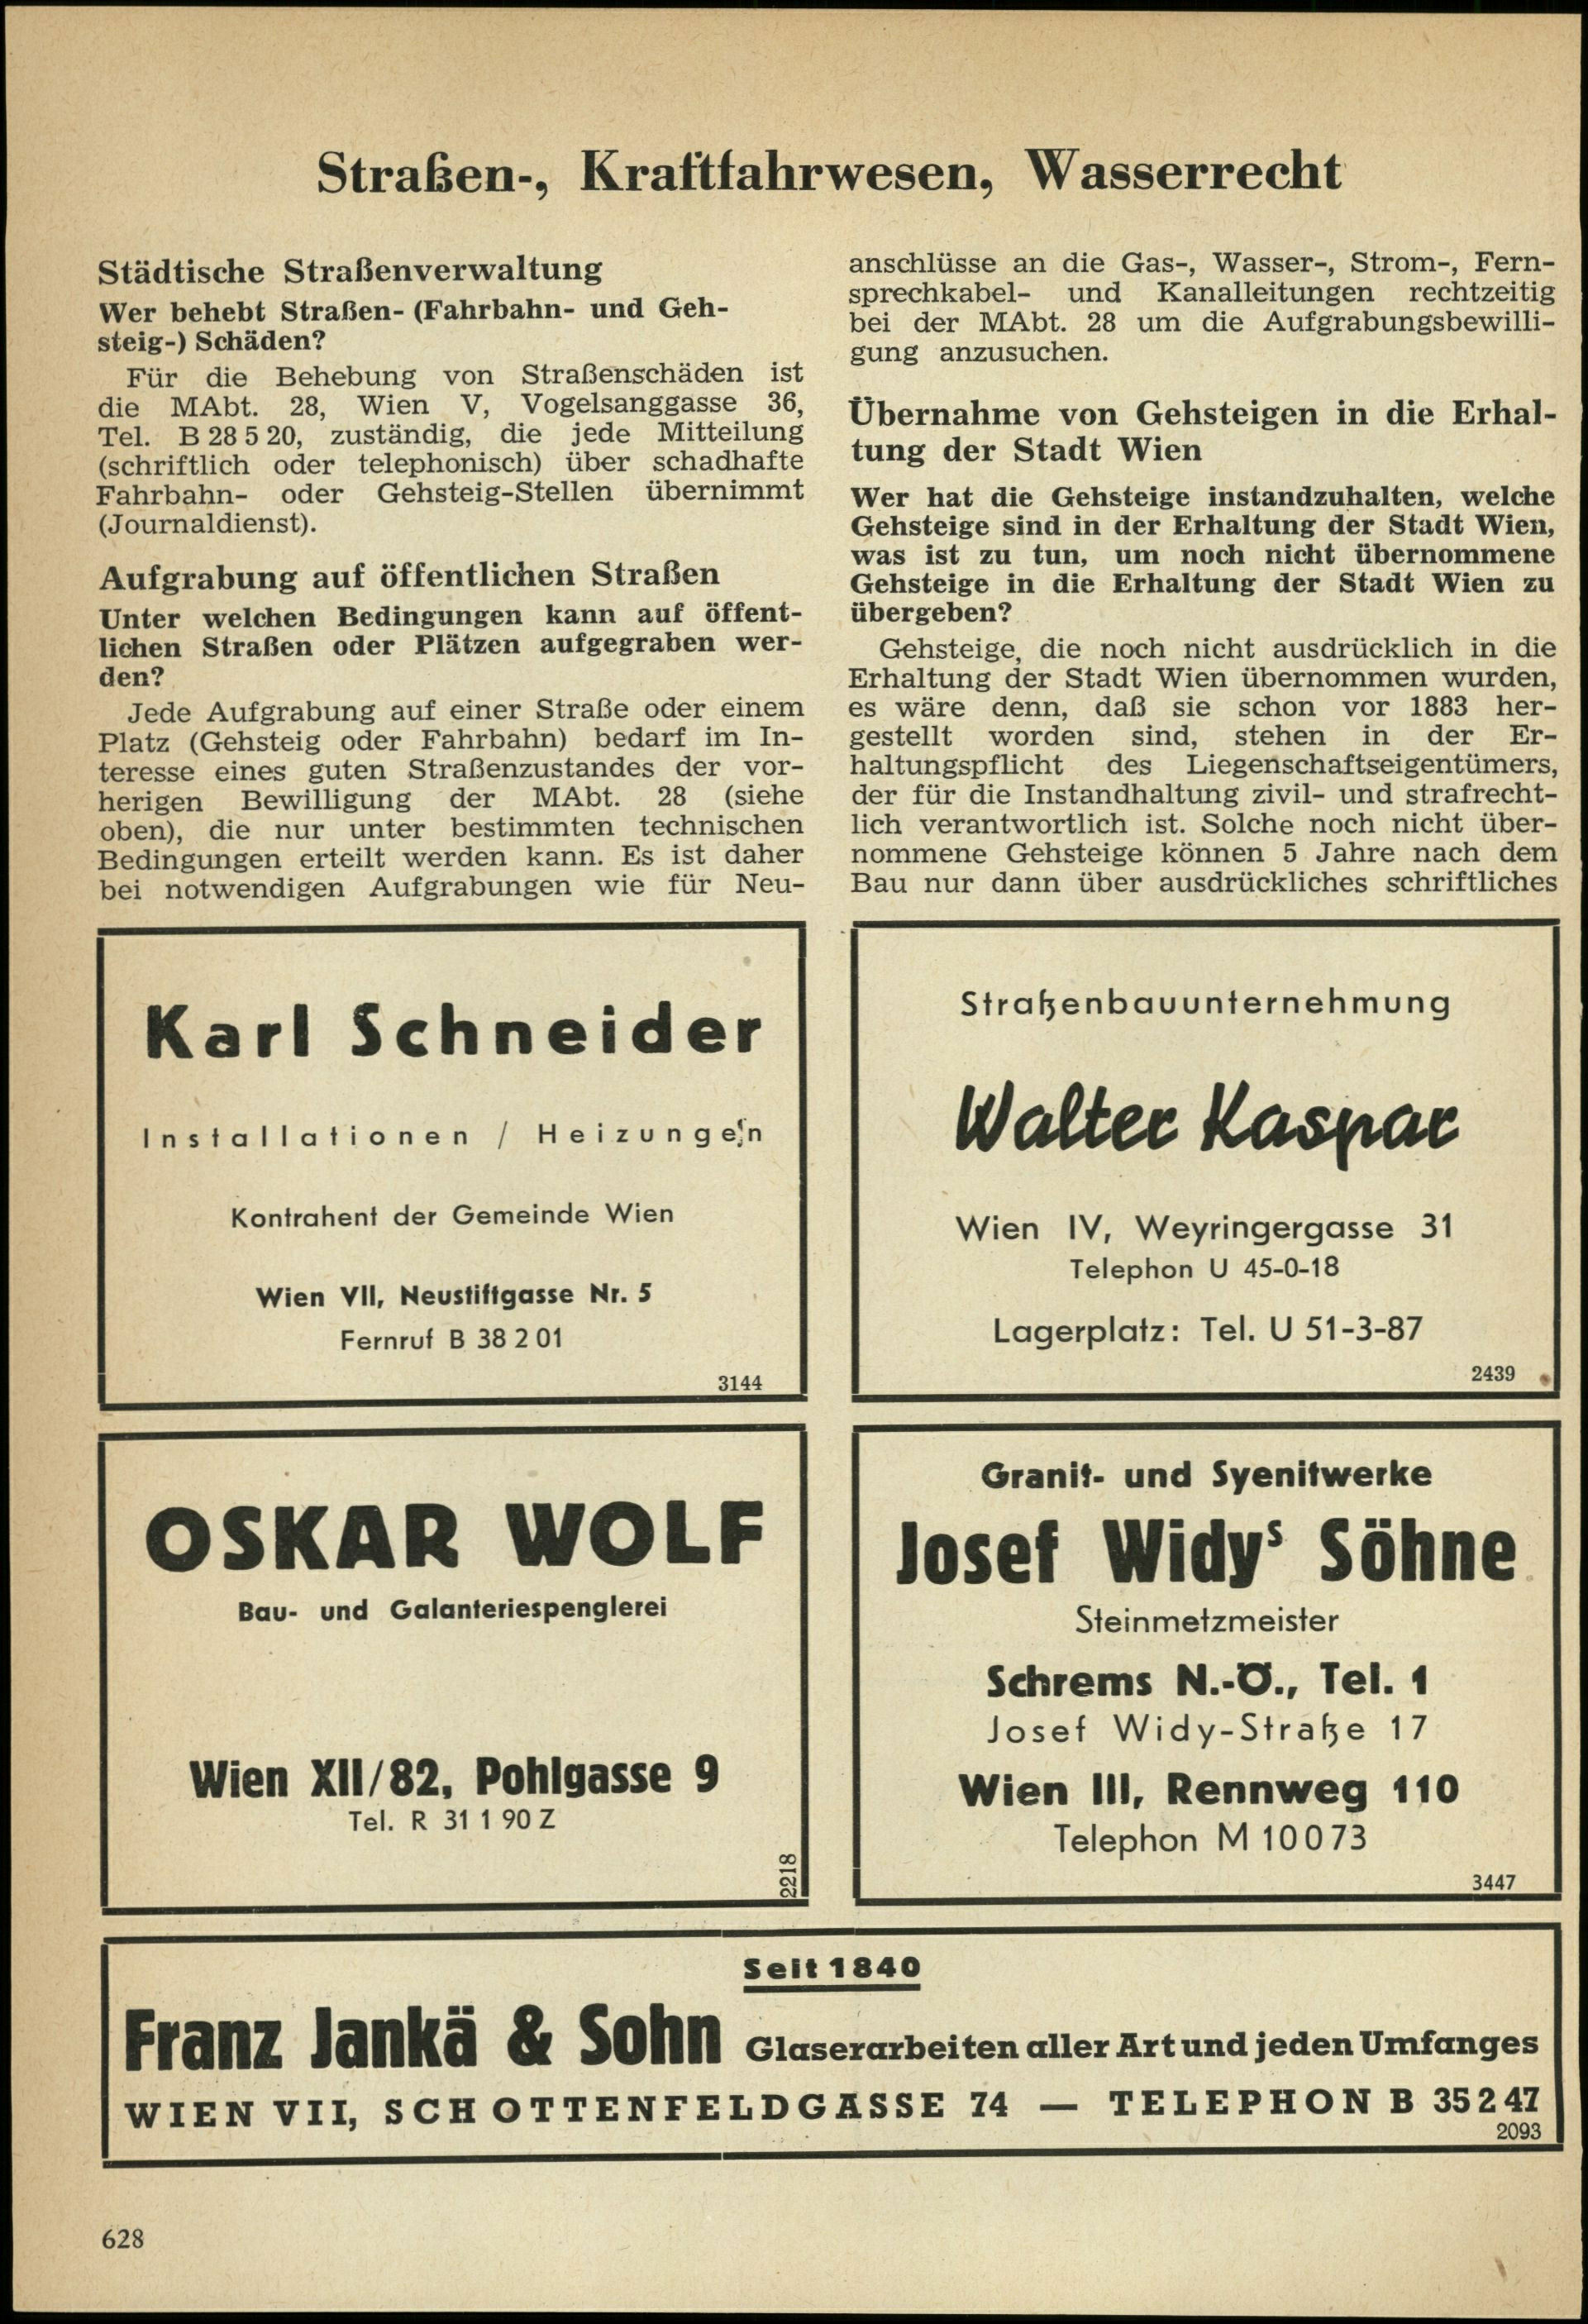 Straßen-, Kraftfahrwesen, Wasserrecht
Städtische Straßenverwaltung
Wer behebt Straßen- (Fahrbahn- und Geh-
steig-) Schäden?
Für die Behebung von Straßenschäden ist
die MAbt. 28, Wien V, Vogelsanggasse 36,
Tel. B 28 5 20, zuständig, die jede Mitteilung
(schriftlich oder telephonisch) über schadhafte
Fahrbahn- oder Gehsteig-Stellen übernimmt
(Journaldienst).
Aufgrabung auf öffentlichen Straßen
Unter welchen Bedingungen kann auf öffent-
lichen Straßen oder Plätzen aufgegraben wer-
den?
Jede Aufgrabung auf einer Straße oder einem
Platz (Gehsteig oder Fahrbahn) bedarf im In-
teresse eines guten Straßenzustandes der vor-
herigen Bewilligung der MAbt. 28 (siehe
oben), die nur unter bestimmten technischen
Bedingungen erteilt werden kann. Es ist daher
bei notwendigen Aufgrabungen wie für Neu-
anschlüsse an die Gas-, Wasser-, Strom-, Fern-
sprechkabel- und Kanalleitungen rechtzeitig
bei der MAbt. 28 um die Aufgrabungsbewilli-
gung anzusuchen.
Übernahme von Gehsteigen in die Erhal-
tung der Stadt Wien
Wer hat die Gehsteige instandzuhalten, welche
Gehsteige sind in der Erhaltung der Stadt Wien,
was ist zu tun, um noch nicht übernommene
Gehsteige in die Erhaltung der Stadt Wien zu
übergeben?
Gehsteige, die noch nicht ausdrücklich in die
Erhaltung der Stadt Wien übernommen wurden,
es wäre denn, daß sie schon vor 1883 her-
gestellt worden sind, stehen in der Er-
haltungspflicht des Liegenschaftseigentümers,
der für die Instandhaltung zivil- und strafrecht-
lich verantwortlich ist. Solche noch nicht über-
nommene Gehsteige können 5 Jahre nach dem
Bau nur dann über ausdrückliches schriftliches
Karl Schneider
Installationen / Heizungen
Kontrahent der Gemeinde Wien
Wien VII, Neustiftgasse Nr. 5
Fernruf B 38 2 01
3144
Straßenbauunternehmung
Walter Kaspar
Wien IV, Weyringergasse 31
Telephon U 45-0-18
Lagerplatz: Tel. U 51-3-87
2439
OSKAR WOLF
Bau- und Galanteriespenglerei
Wien XII/82, Pohlgasse 9
Tel. R 31 1 90 Z
2218
Granit- und Syenitwerke
Josef Widys Söhne
Steinmetzmeister
Schrems N.-Ö., Tel. 1
Josef Widy-Straße 17
Wien III, Rennweg 110
Telephon M 10 0 73
3447
Seit 1840
Franz Jankä & Sohn Glaserarbeiten aller Art und jeden Umfanges
WIEN VII, SCHOTTENFELDGASSE 74 — TELEPHON B 35 2 47
2093
628